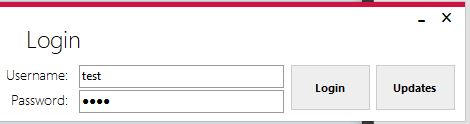 Login
Username: test
Password: ●●●●
Login
Updates